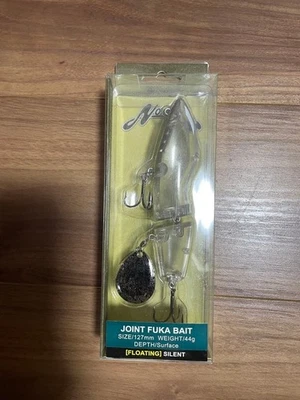 JOINT FUKA BAIT
SIZE/127mm WEIGHT/44g
DEPTH/Surface
[FLOATING] SILENT